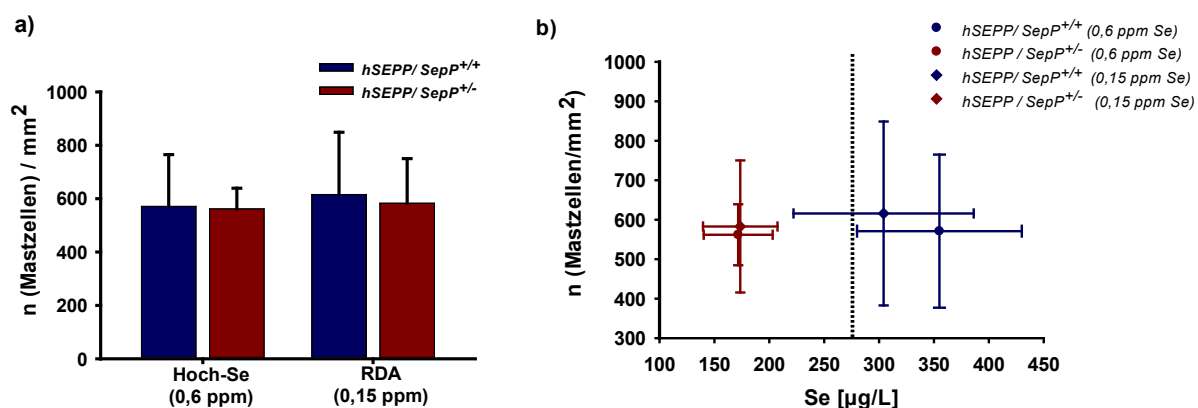 a)
hSEPP/ SepP+/+
hSEPP/ SepP+/-
n (Mastzellen) / mm2
1000
800
600
400
200
0
Hoch-Se
(0,6 ppm)
RDA
(0,15 ppm)
b)
hSEPP/ SepP+/+ (0,6 ppm Se)
hSEPP/ SepP+/- (0,6 ppm Se)
hSEPP/ SepP+/+ (0,15 ppm Se)
hSEPP / SepP+/- (0,15 ppm Se)
n (Mastzellen/mm2)
1000
900
800
700
600
500
400
300
100 150 200 250 300 350 400 450
Se [µg/L]